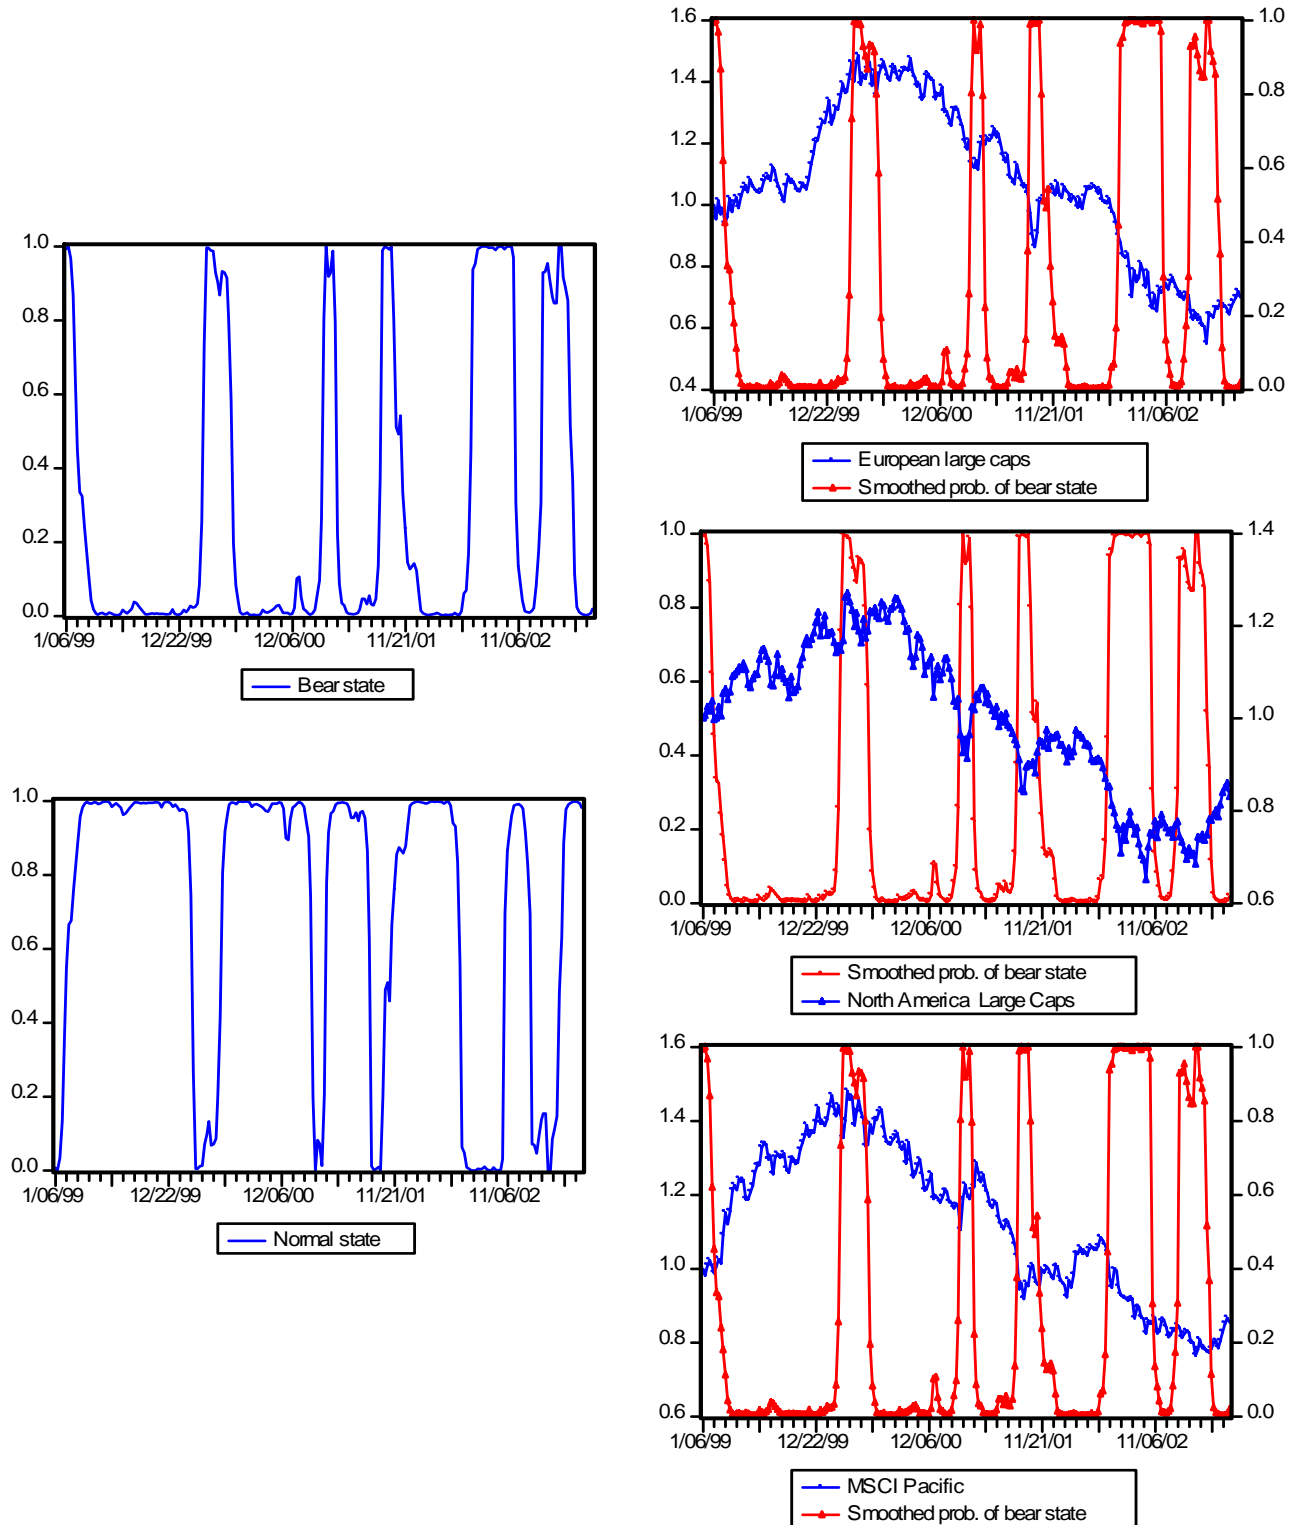 1.0
0.8
0.6
0.4
0.2
0.0
1/06/99 12/22/99 12/06/00 11/21/01 11/06/02
Bear state
1.0
0.8
0.6
0.4
0.2
0.0
1/06/99 12/22/99 12/06/00 11/21/01 11/06/02
Normal state
1.6 1.0
1.4 0.8
1.2 0.6
1.0
0.8 0.4
0.6 0.2
0.4 0.0
1/06/99 12/22/99 12/06/00 11/21/01 11/06/02
European large caps
Smoothed prob. of bear state
1.0 1.4
0.8 1.2
0.6
1.0
0.4
0.8
0.2
0.0 0.6
1/06/99 12/22/99 12/06/00 11/21/01 11/06/02
Smoothed prob. of bear state
North America Large Caps
1.6 1.0
1.4 0.8
1.2 0.6
1.0 0.4
0.8 0.2
0.6 0.0
1/06/99 12/22/99 12/06/00 11/21/01 11/06/02
MSCI Pacific
Smoothed prob. of bear state